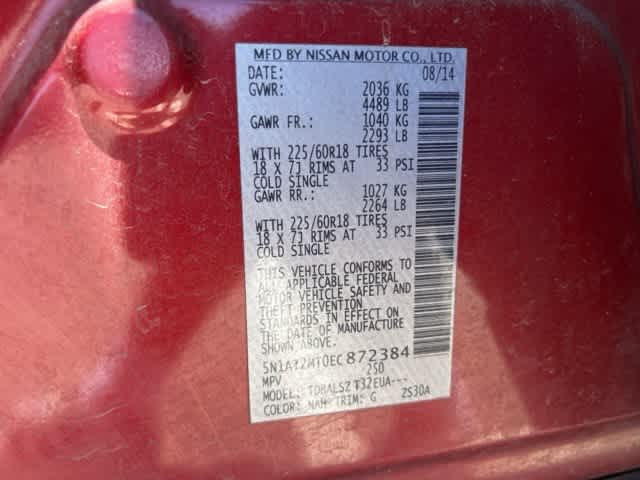 MFD BY NISSAN MOTOR CO., LTD.
DATE: 08/14
GVWR: 2036 KG
4489 LB
GAWR FR.: 1040 KG
2293 LB
WITH 225/60R18 TIRES
18 X 7J RIMS AT 33 PSI
COLD SINGLE
GAWR RR.: 1027 KG
2264 LB
WITH 225/60R18 TIRES
18 X 7J RIMS AT 33 PSI
COLD SINGLE
THIS VEHICLE CONFORMS TO
ALL APPLICABLE FEDERAL
MOTOR VEHICLE SAFETY AND
THEFT PREVENTION
STANDARDS IN EFFECT ON
THE DATE OF MANUFACTURE
SHOWN ABOVE.
872384
MPV 250
MODEL:
COLOR: NAH TRIM: G 2S30A